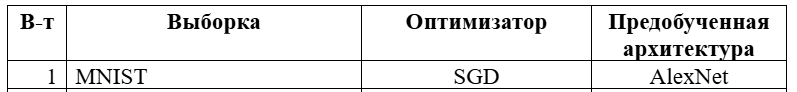 В-т Выборка Оптимизатор Предобученная
архитектура
1 MNIST SGD AlexNet